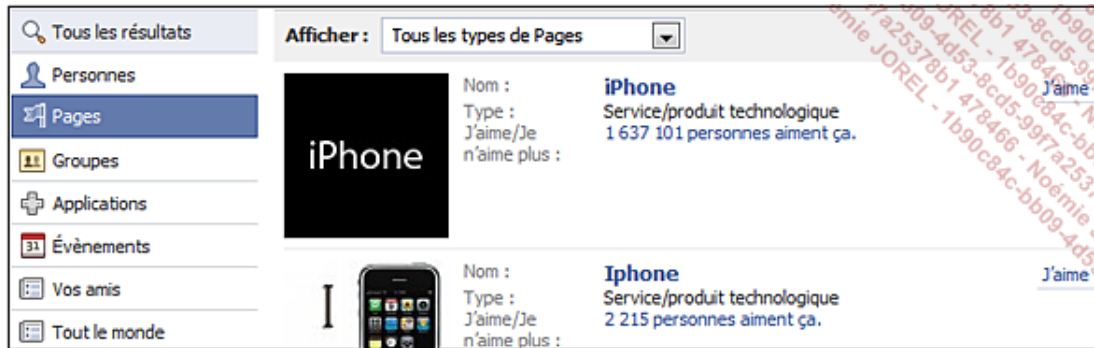 Tous les résultats
Personnes
Pages
Groupes
Applications
31 Évènements
Vos amis
Tout le monde
Afficher : Tous les types de Pages
iPhone
Nom : iPhone J'aime
Type : Service/produit technologique
J'aime/Je 1 637 101 personnes aiment ça.
n'aime plus :
I
Nom : Iphone J'aime
Type : Service/produit technologique
J'aime/Je 2 215 personnes aiment ça.
n'aime plus :